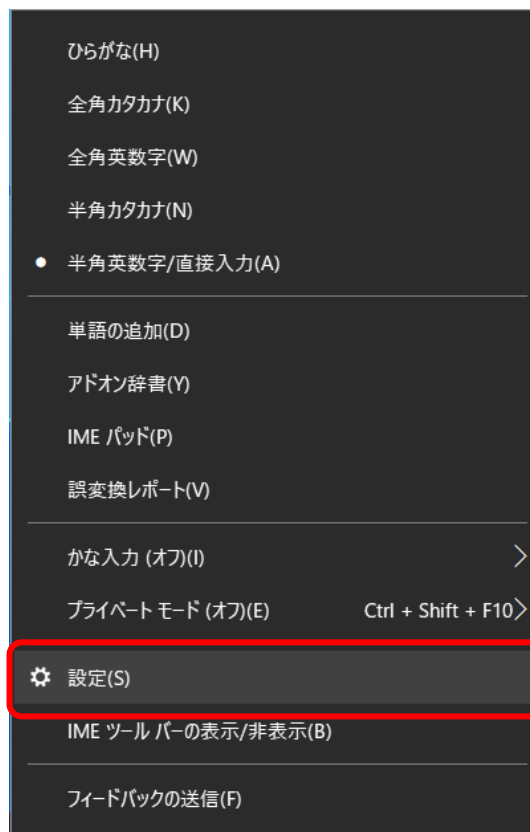 ひらがな(H)
全角カタカナ(K)
全角英数字(W)
半角カタカナ(N)
半角英数字/直接入力(A)
単語の追加(D)
アドオン辞書(Y)
IME パッド(P)
誤変換レポート(V)
かな入力 (オフ)(I)
プライベート モード (オフ)(E) Ctrl + Shift + F10
設定(S)
IME ツール バーの表示/非表示(B)
フィードバックの送信(F)